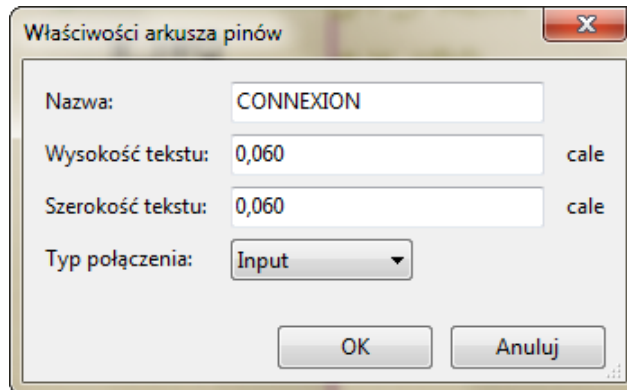 Właściwości arkusza pinów
Nazwa: CONNEXION
Wysokość tekstu: 0,060 cale
Szerokość tekstu: 0,060 cale
Typ połączenia: Input
OK Anuluj